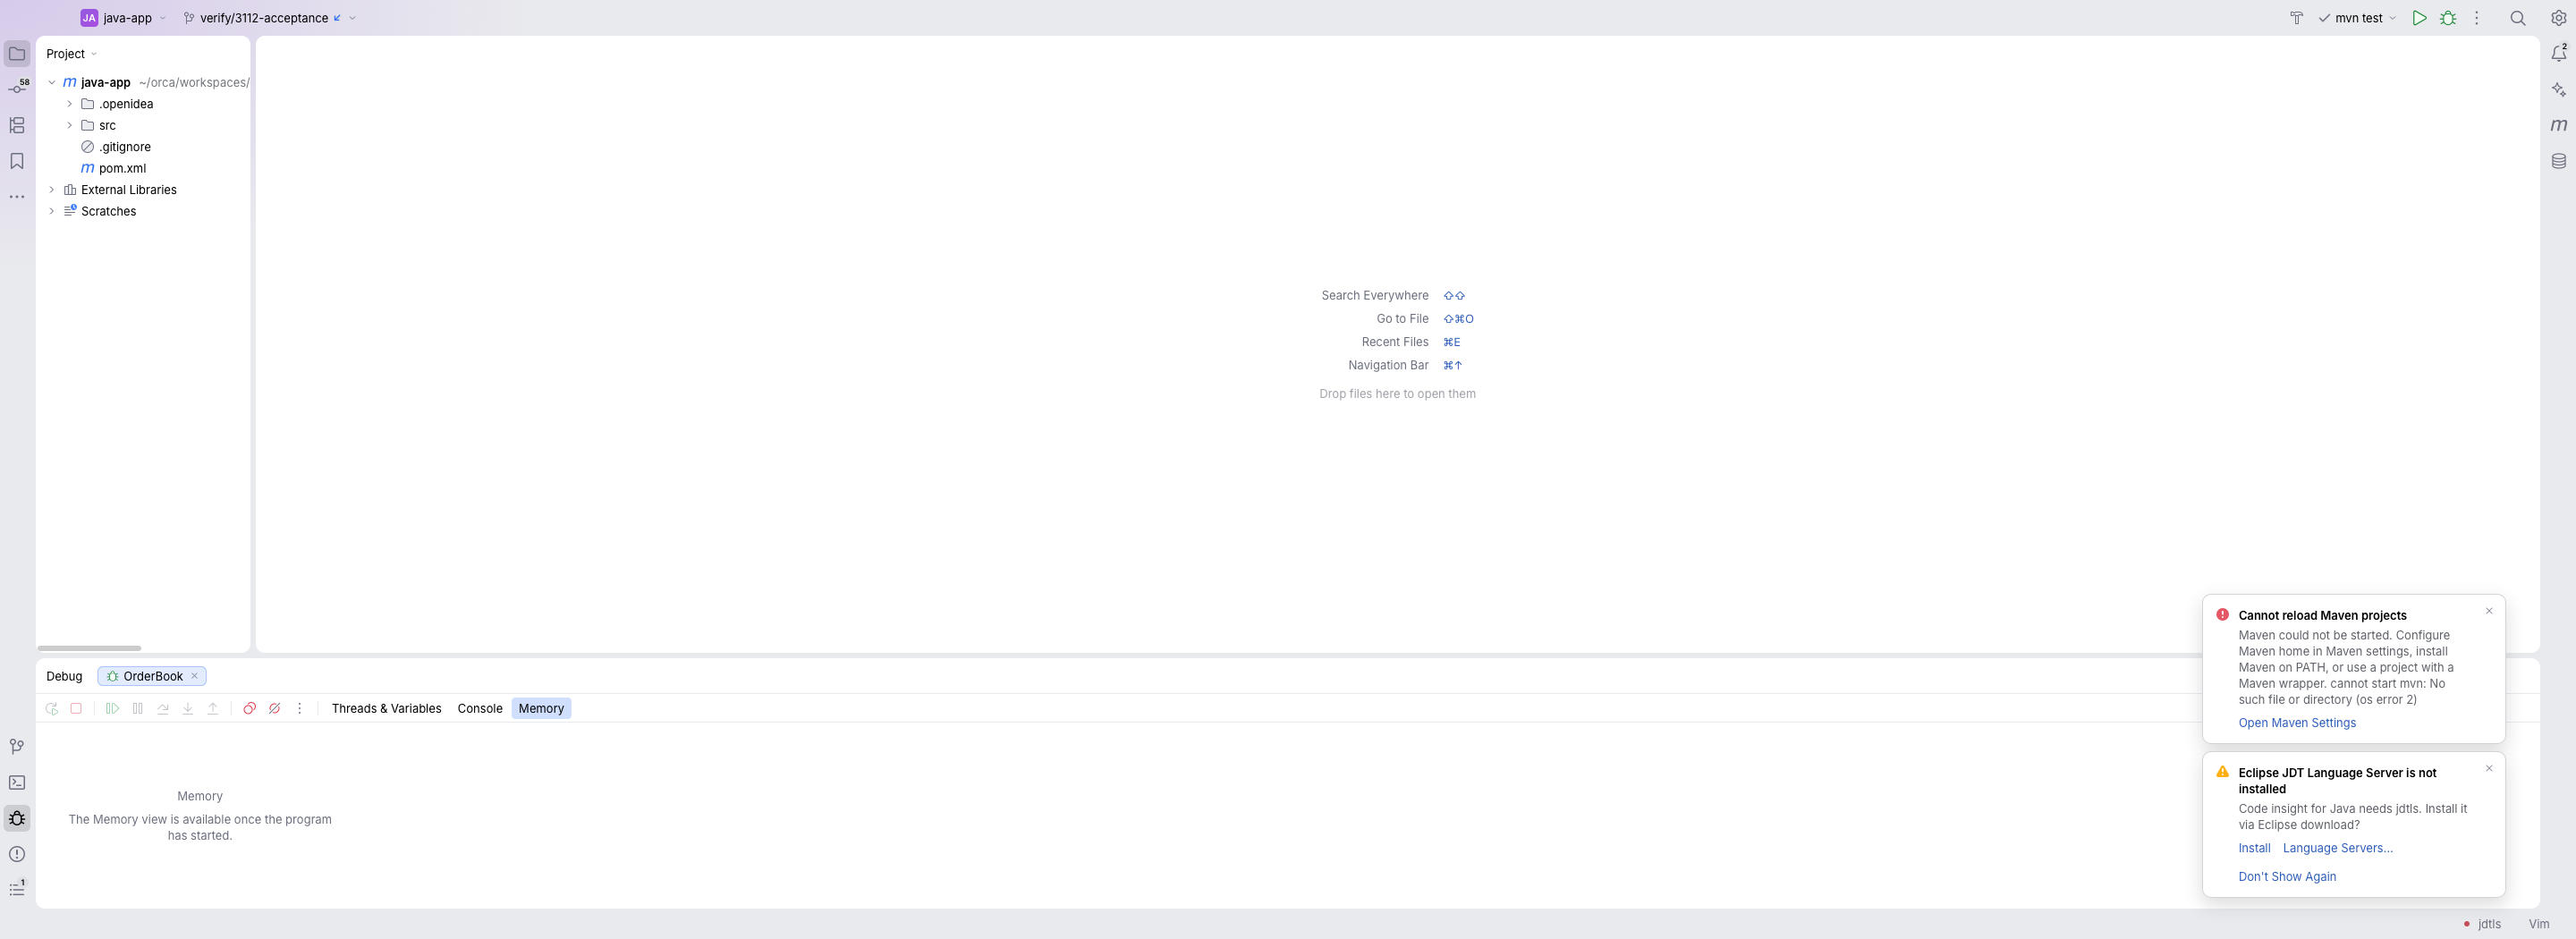 JA java-app
verify/3112-acceptance
mvn test
Project
58
2
java-app ~/orca/workspaces/
.openidea
src
.gitignore
m pom.xml
External Libraries
Scratches
Search Everywhere ⇧⇧
Go to File ⇧⌘O
Recent Files ⌘E
Navigation Bar ⌘↑
Drop files here to open them
Cannot reload Maven projects
Maven could not be started. Configure
Maven home in Maven settings, install
Maven on PATH, or use a project with a
Maven wrapper. cannot start mvn: No
such file or directory (os error 2)
Open Maven Settings
Debug OrderBook
Threads & Variables Console Memory
Memory
The Memory view is available once the program
has started.
Eclipse JDT Language Server is not
installed
Code insight for Java needs jdtls. Install it
via Eclipse download?
Install Language Servers...
Don't Show Again
1
jdtls Vim